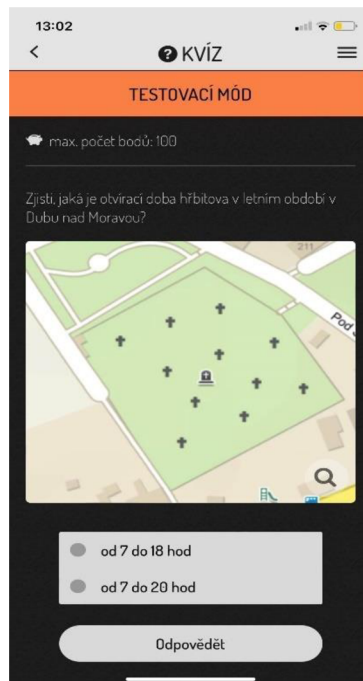 13:02
KVÍZ
TESTOVACÍ MÓD
max. počet bodů: 100
Zjisti, jaká je otvírací doba hřbitova v letním období v
Dubu nad Moravou?
211
Pod
od 7 do 18 hod
od 7 do 20 hod
Odpovědět